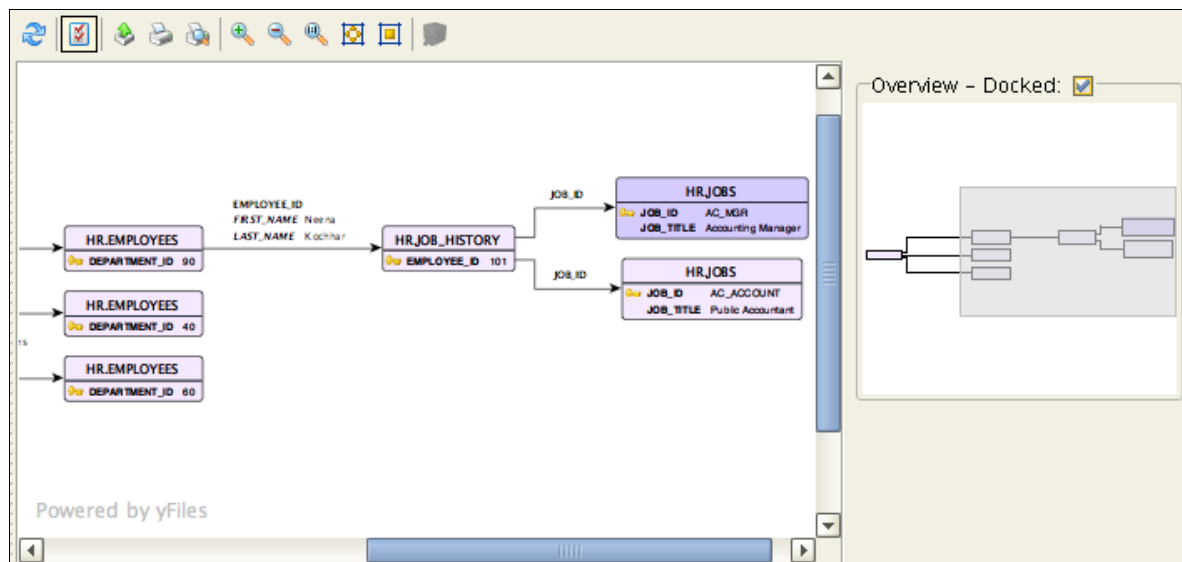 Overview – Docked:
EMPLOYEE_ID
FIRST_NAME Neena
LAST_NAME Kochhar
HR.EMPLOYEES
DEPARTMENT_ID 90
HR.JOB_HISTORY
EMPLOYEE_ID 101
JOB_ID
HR.JOBS
JOB_ID AC_MGR
JOB_TITLE Accounting Manager
JOB_ID
HR.JOBS
JOB_ID AC_ACCOUNT
JOB_TITLE Public Accountant
HR.EMPLOYEES
DEPARTMENT_ID 40
rs
HR.EMPLOYEES
DEPARTMENT_ID 60
Powered by yFiles